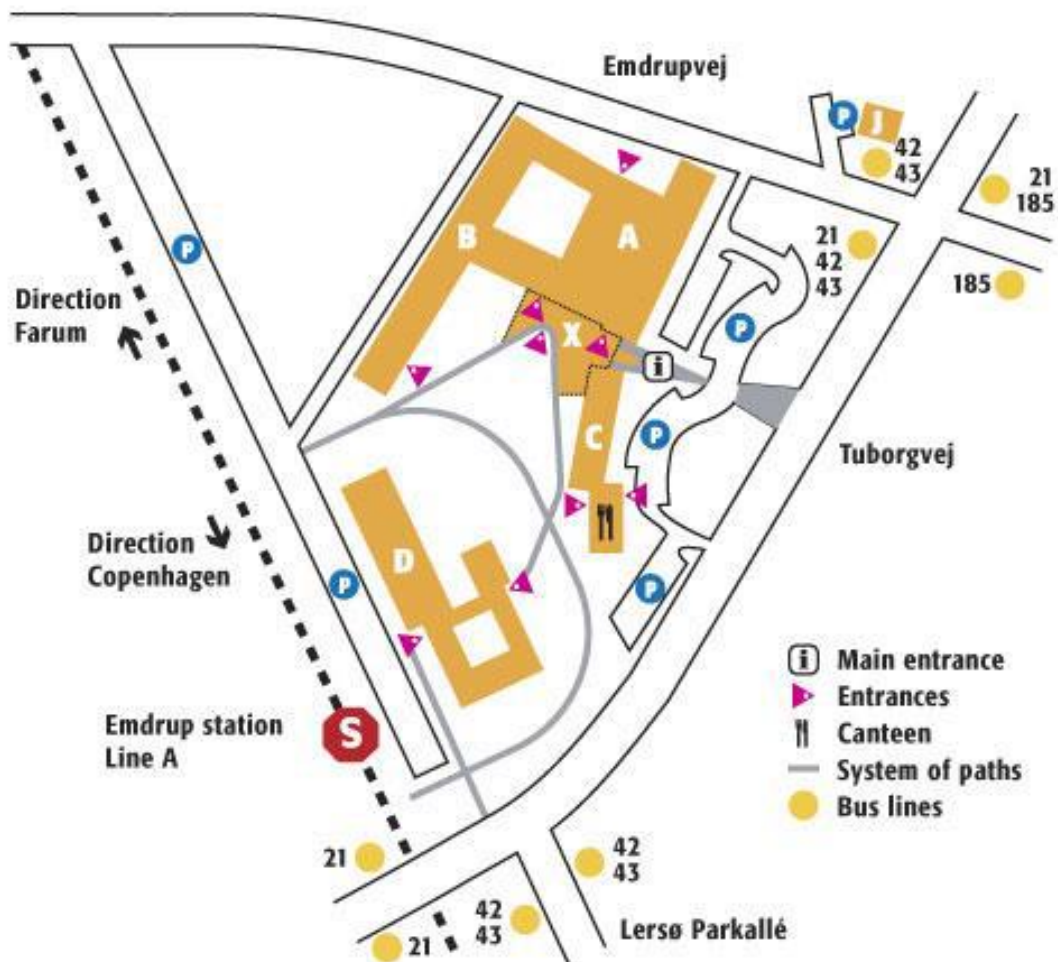 Emdrupvej
P
J
42
43
21
185
B
A
21
42
43
P
185
Direction
Farum
X
P
i
P
C
Tuborgvej
Direction
Copenhagen
D
P
P
i Main entrance
Entrances
Canteen
System of paths
Bus lines
Emdrup station
Line A
S
21
42
43
42
43
21
Lersø Parkallé